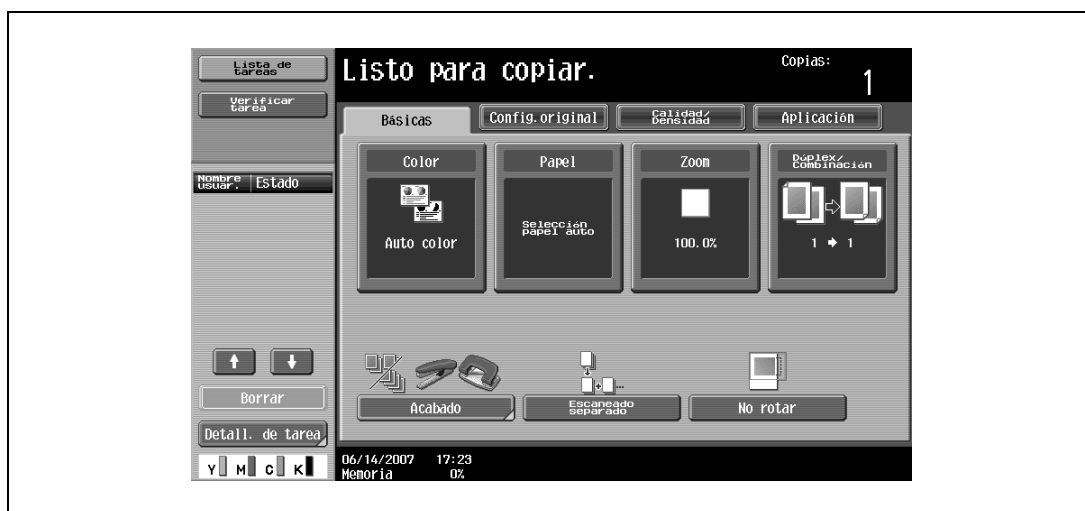 Lista de
tareas
Verificar
tarea
Nombre
usuar.
Estado
Borrar
Detall. de tarea
Y M C K
Listo para copiar.
Copias:
1
Básicas
Config.original
Calidad/
Densidad
Aplicación
Color
Auto color
Papel
Selección
papel auto
Zoom
100.0%
Dúplex/
Combinación
1 → 1
Acabado
Escaneado
separado
No rotar
06/14/2007 17:23
Memoria 0%